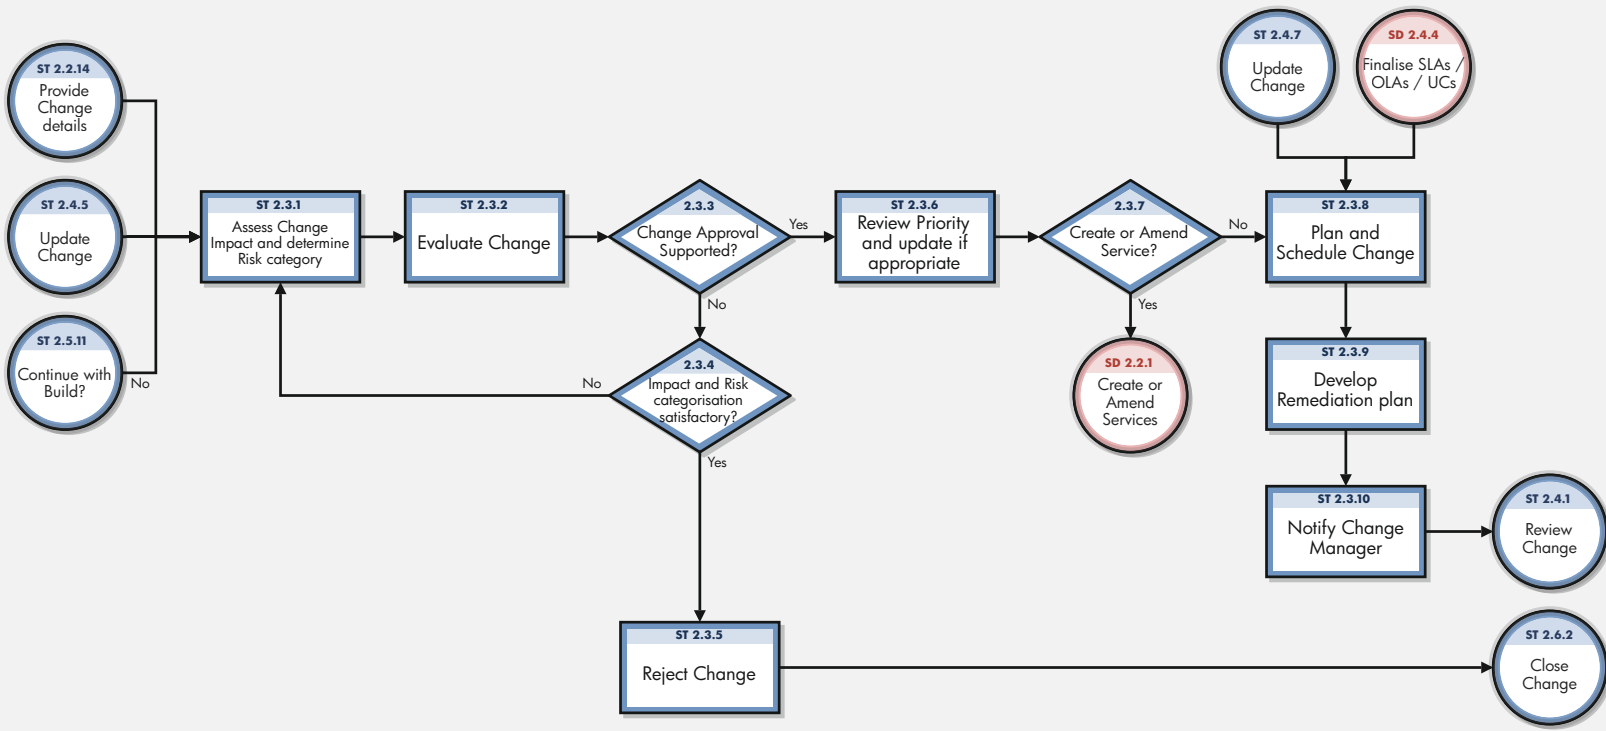 ST 2.2.14
Provide
Change
details
ST 2.4.5
Update
Change
ST 2.5.11
Continue with
Build?
No
ST 2.3.1
Assess Change
Impact and determine
Risk category
ST 2.3.2
Evaluate Change
2.3.3
Change Approval
Supported?
Yes
No
2.3.4
Impact and Risk
categorisation
satisfactory?
No
Yes
ST 2.3.5
Reject Change
ST 2.3.6
Review Priority
and update if
appropriate
2.3.7
Create or Amend
Service?
No
Yes
SD 2.2.1
Create or
Amend
Services
ST 2.4.7
Update
Change
SD 2.4.4
Finalise SLAs /
OLAs / UCs
ST 2.3.8
Plan and
Schedule Change
ST 2.3.9
Develop
Remediation plan
ST 2.3.10
Notify Change
Manager
ST 2.4.1
Review
Change
ST 2.6.2
Close
Change